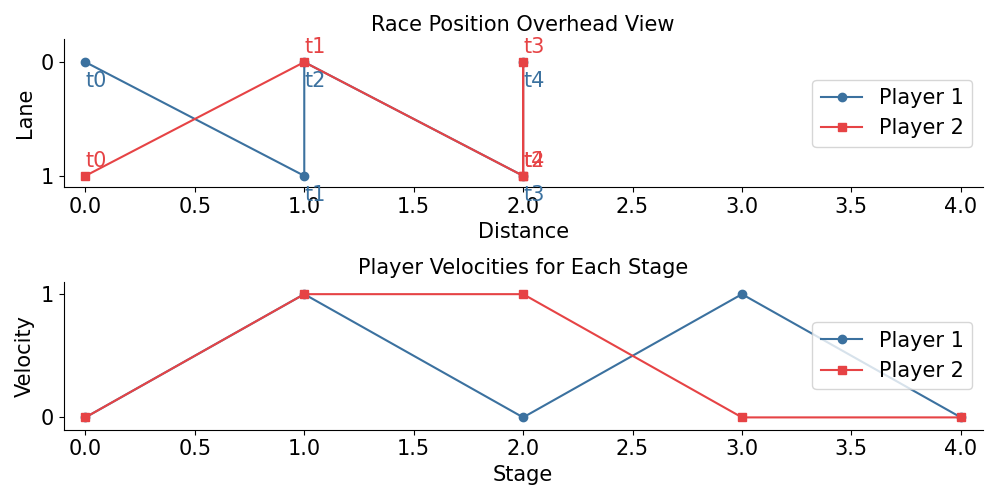 Race Position Overhead View
Lane
0
1
t0
t0
t1
t2
t1
t3
t4
t2
t4
t3
Player 1
Player 2
0.0 0.5 1.0 1.5 2.0 2.5 3.0 3.5 4.0
Distance
Player Velocities for Each Stage
Velocity
1
0
Player 1
Player 2
0.0 0.5 1.0 1.5 2.0 2.5 3.0 3.5 4.0
Stage